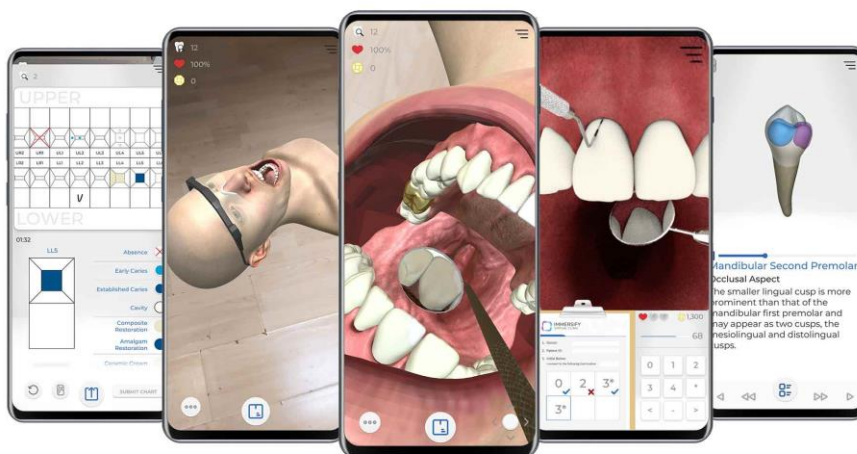 2
UPPER
V
LOWER
01:32
LL5
Absence
Early Caries
Established Caries
Cavity
Composite
Restoration
Amalgam
Restoration
SUBMIT CHART
12
100%
0
12
100%
0
IMMERSIFY
1,300
68
0 2 3*
3*
0 1 2
3 4 *
< - >
Mandibular Second Premolar
Occlusal Aspect
The smaller lingual cusp is more
prominent than that of the
mandibular first premolar and
may appear as two cusps, the
mesiolingual and distolingual
cusps.